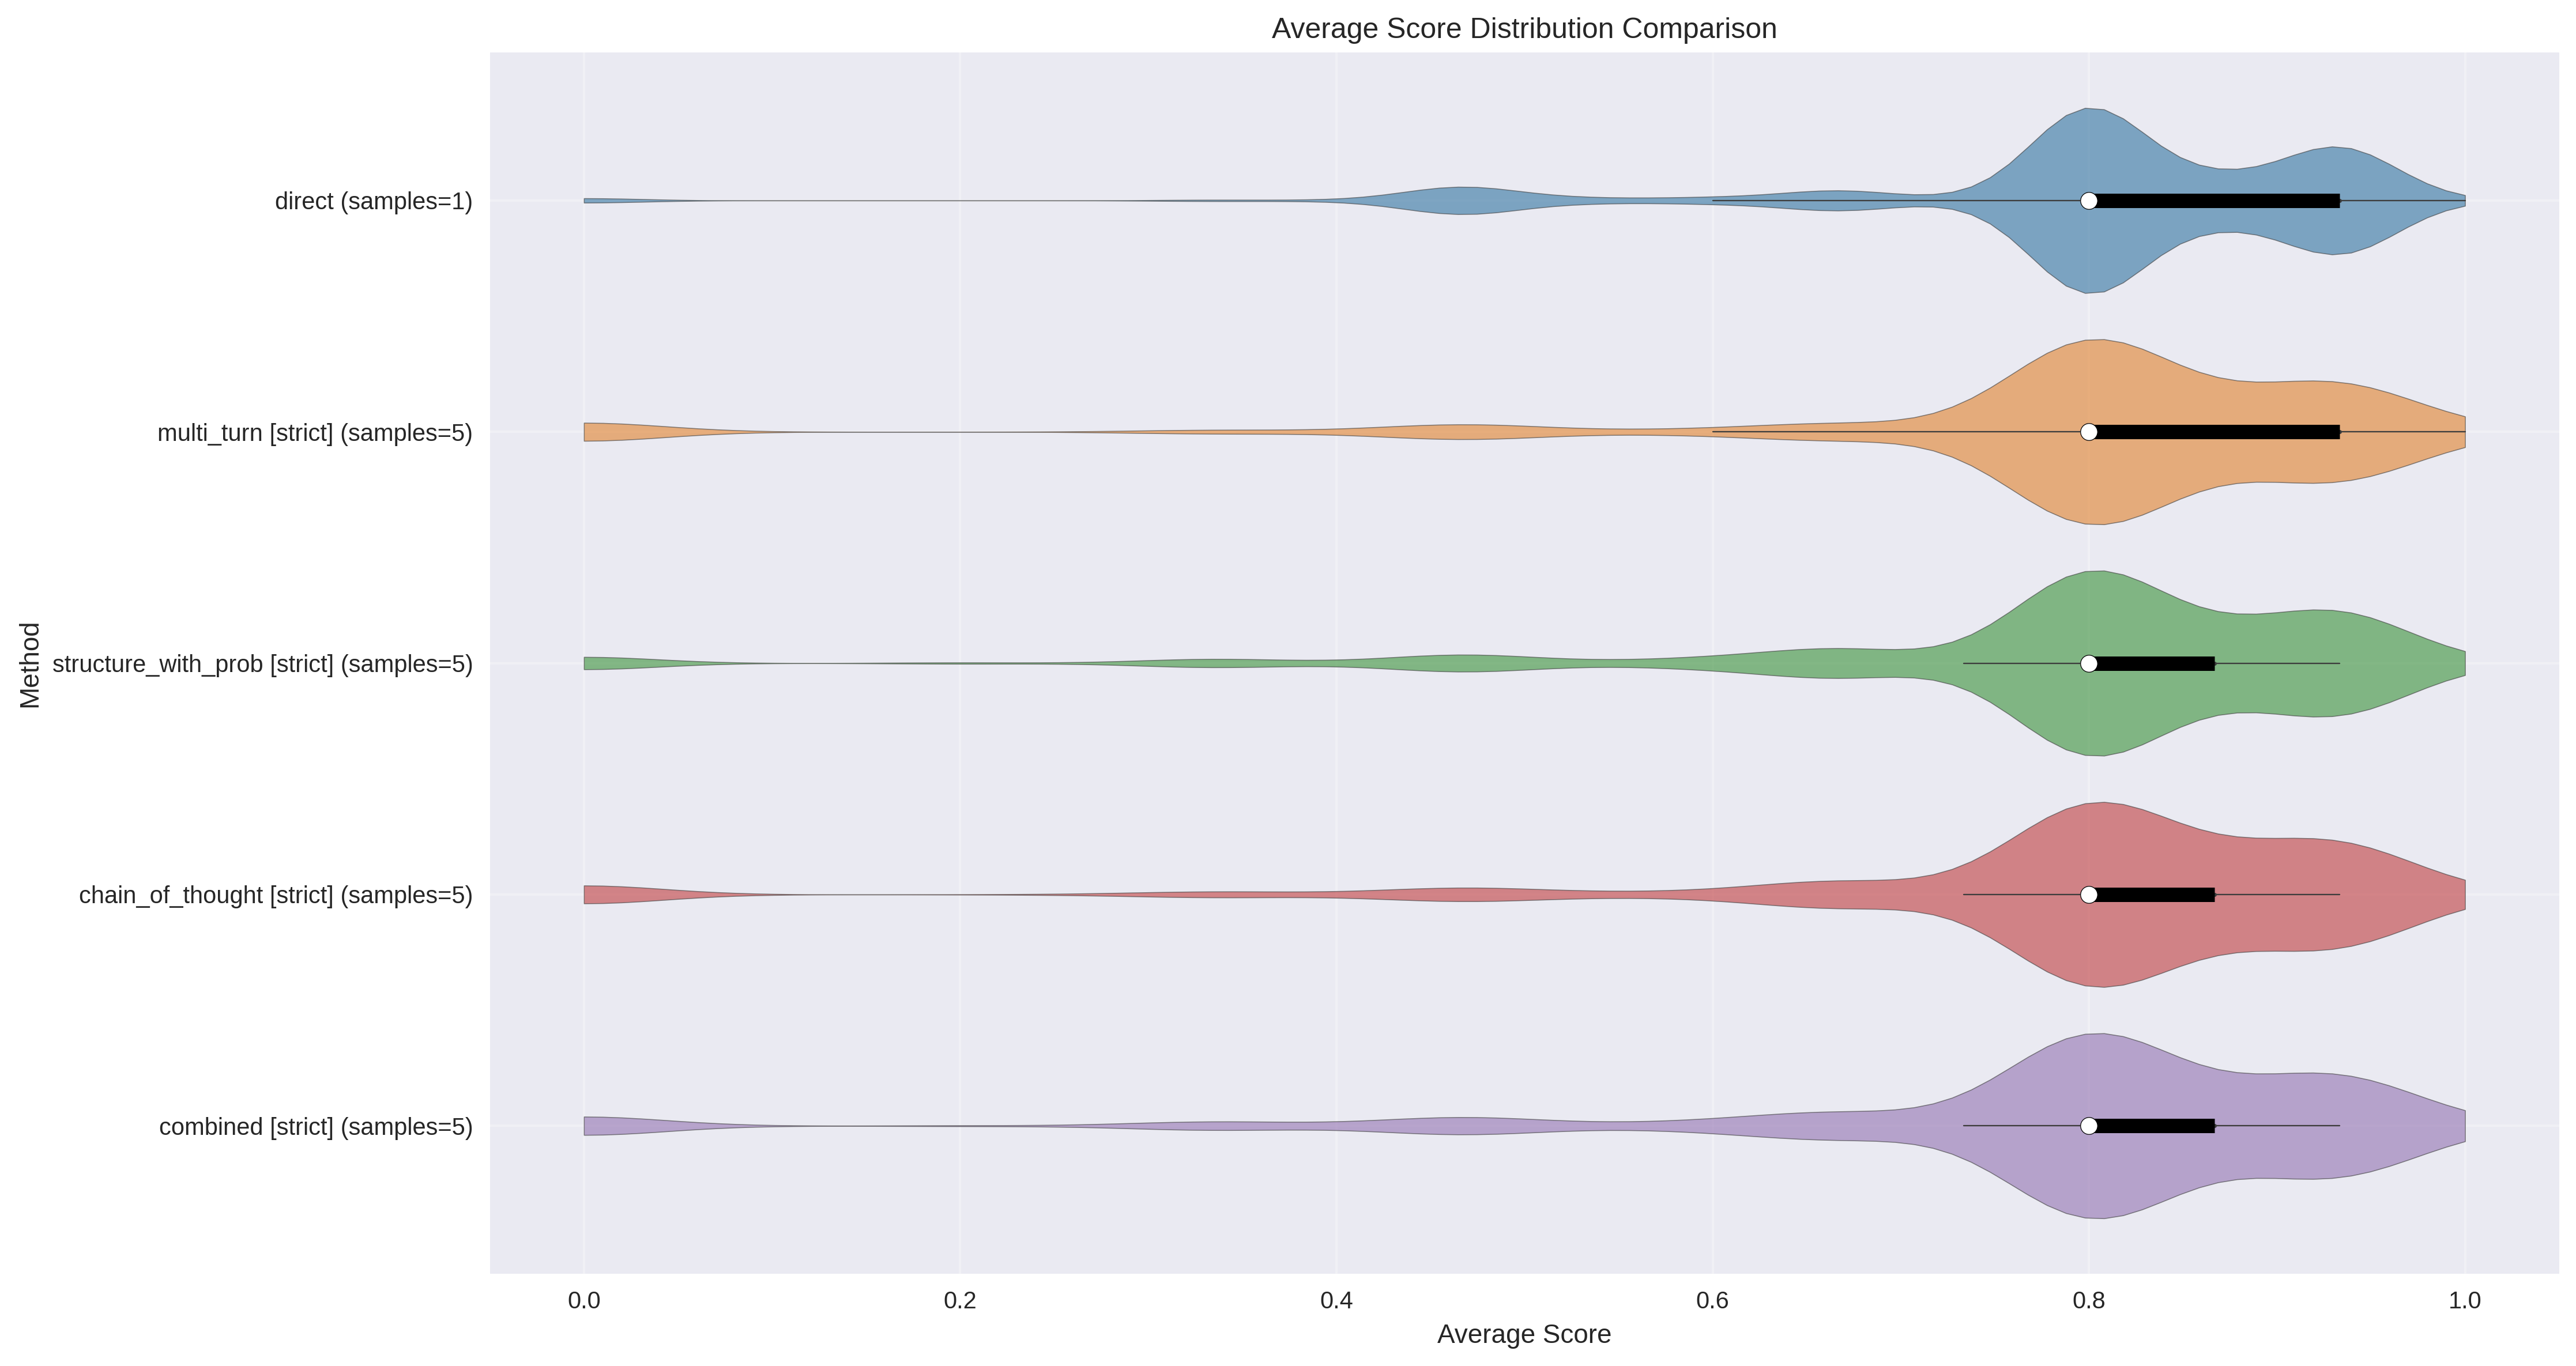 Average Score Distribution Comparison
direct (samples=1)
multi_turn [strict] (samples=5)
structure_with_prob [strict] (samples=5)
chain_of_thought [strict] (samples=5)
combined [strict] (samples=5)
Method
0.0 0.2 0.4 0.6 0.8 1.0
Average Score